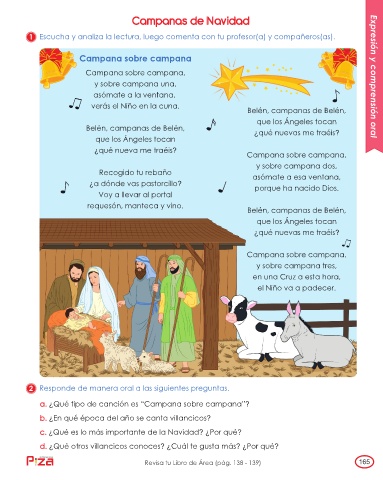 Campanas de Navidad
1 Escucha y analiza la lectura, luego comenta con tu profesor(a) y compañeros(as).
Campana sobre campana
Campana sobre campana,
y sobre campana una,
asómate a la ventana,
verás el Niño en la cuna.
Belén, campanas de Belén,
que los Ángeles tocan
¿qué nueva me traéis?
Recogido tu rebaño
¿a dónde vas pastorcillo?
Voy a llevar al portal
requesón, manteca y vino.
Belén, campanas de Belén,
que los Ángeles tocan
¿qué nuevas me traéis?
Campana sobre campana,
y sobre campana dos,
asómate a esa ventana,
porque ha nacido Dios.
Belén, campanas de Belén,
que los Ángeles tocan
¿qué nuevas me traéis?
Campana sobre campana,
y sobre campana tres,
en una Cruz a esta hora,
el Niño va a padecer.
Expresión y comprensión oral
2 Responde de manera oral a las siguientes preguntas.
a. ¿Qué tipo de canción es "Campana sobre campana"?
b. ¿En qué época del año se canta villancicos?
c. ¿Qué es lo más importante de la Navidad? ¿Por qué?
d. ¿Qué otros villancicos conoces? ¿Cuál te gusta más? ¿Por qué?
Revisa tu Libro de Área (pág. 138 - 139)
165